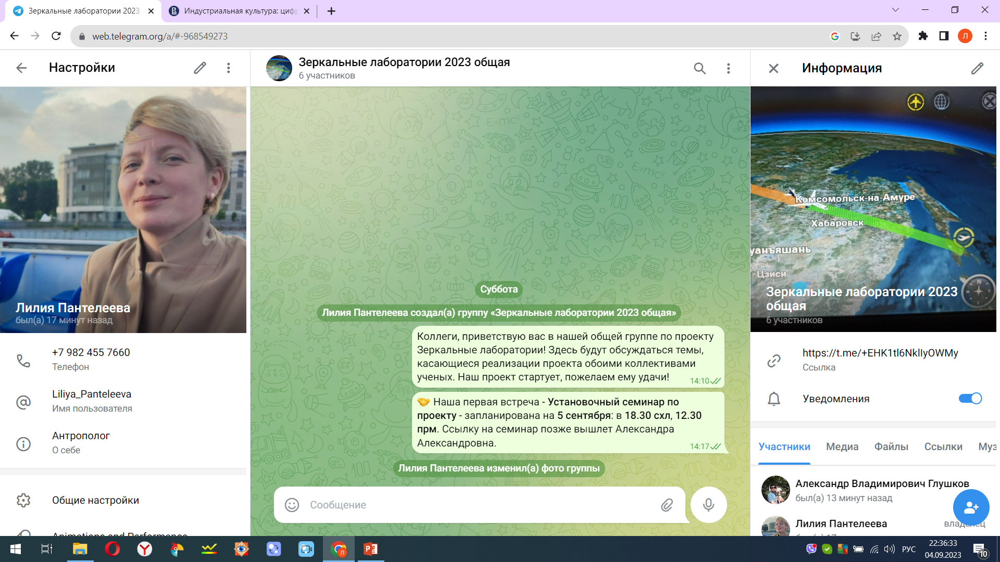 Зеркальные лаборатории 2023
Индустриальная культура: циф
web.telegram.org/a/#-968549273
Л
Настройки
Лилия Пантелеева
был(а) 17 минут назад
+7 982 455 7660
Телефон
Liliya_Panteleeva
Имя пользователя
Антрополог
О себе
Общие настройки
Animations and Performance
Зеркальные лаборатории 2023 общая
6 участников
Суббота
Лилия Пантелеева создал(а) группу «Зеркальные лаборатории 2023 общая»
Коллеги, приветствую вас в нашей общей группе по проекту
Зеркальные лаборатории! Здесь будут обсуждаться темы,
касающиеся реализации проекта обоими коллективами
ученых. Наш проект стартует, пожелаем ему удачи!
14:10
Наша первая встреча - Установочный семинар по
проекту - запланирована на 5 сентября: в 18.30 схл, 12.30
прм. Ссылку на семинар позже вышлет Александра
Александровна.
14:17
Лилия Пантелеева изменил(а) фото группы
Сообщение
Информация
Комсомольск-на-Амуре
Хабаровск
уанъяшань
Цзиси
Зеркальные лаборатории 2023
общая
6 участников
https://t.me/+EHK1tl6NklIyOWMy
Ссылка
Уведомления
Участники Медиа Файлы Ссылки Муз
Александр Владимирович Глушков
был(а) 13 минут назад
Лилия Пантелеева
владелец
РУС
22:36:33
04.09.2023
10